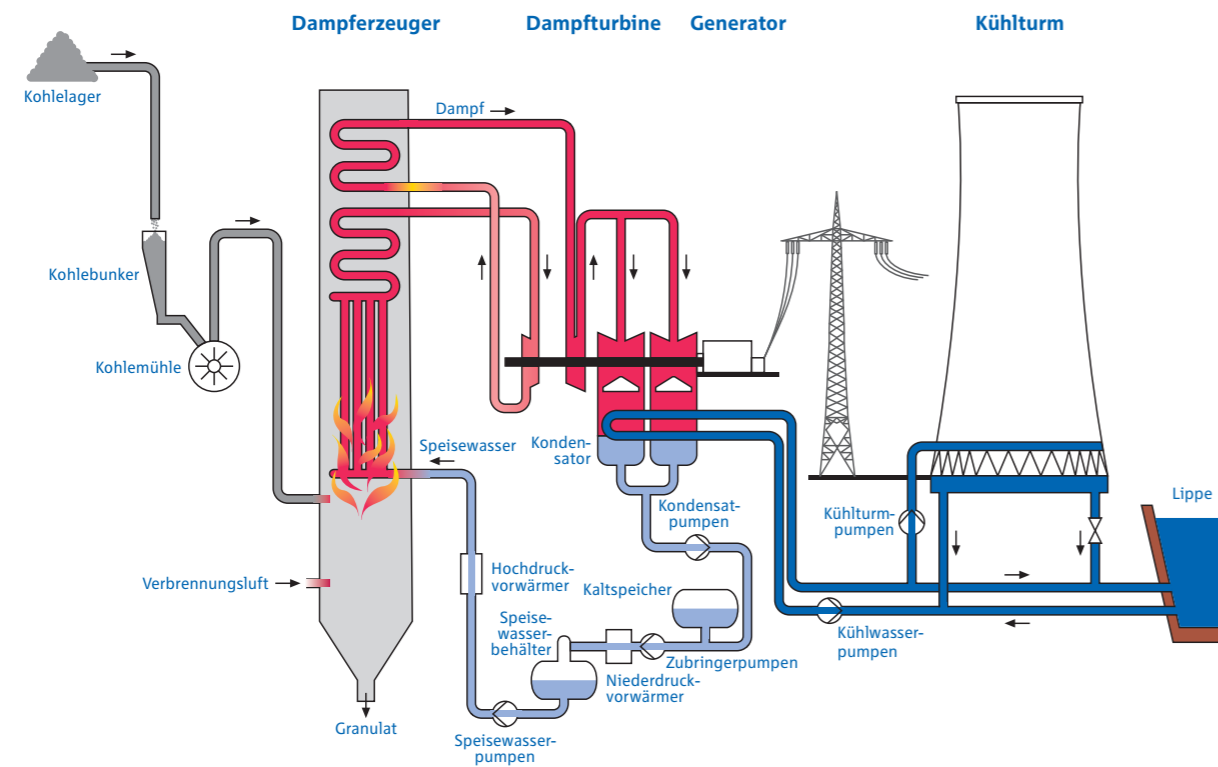 Dampferzeuger
Dampfturbine
Generator
Kühlturm
Kohlelager
Dampf
Kohlebunker
Kohlemühle
Speisewasser
Konden-
sator
Kondensat-
pumpen
Kühlturm-
pumpen
Lippe
Verbrennungsluft
Hochdruck-
vorwärmer
Kaltspeicher
Speise-
wasser-
behälter
Kühlwasser-
pumpen
Zubringerpumpen
Niederdruck-
vorwärmer
Granulat
Speisewasser-
pumpen